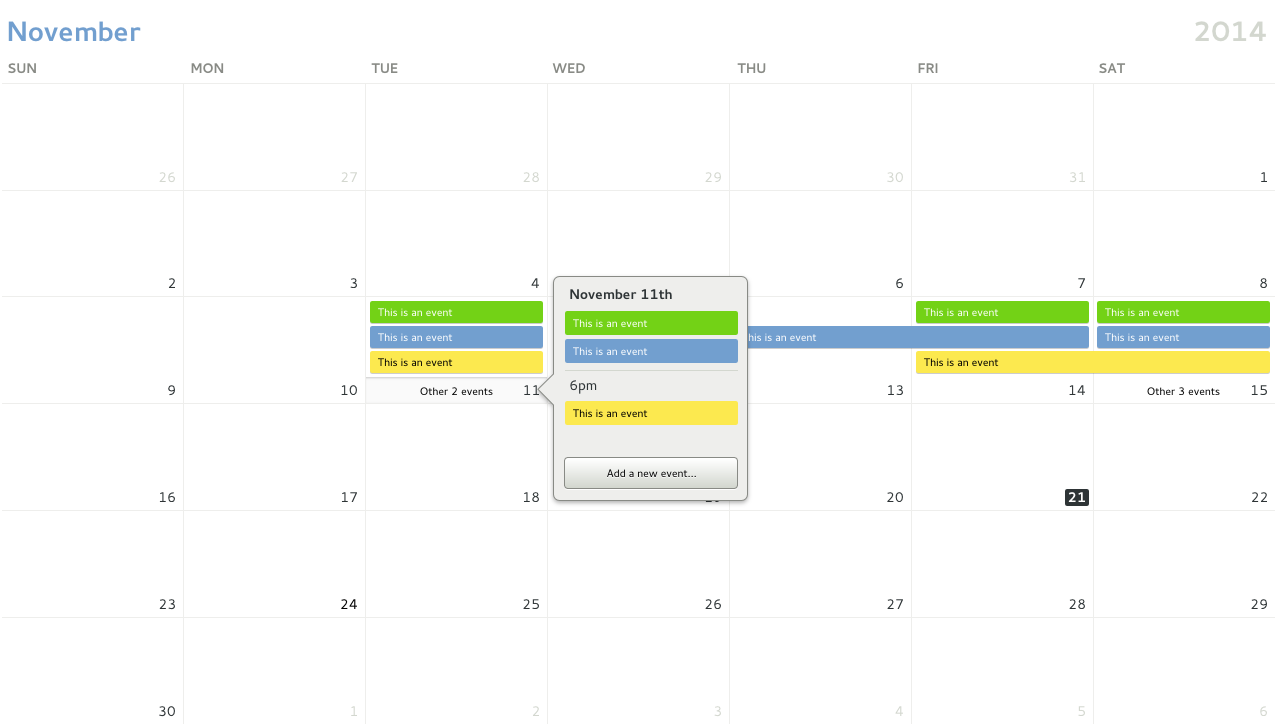 November 2014
SUN MON TUE WED THU FRI SAT
26 27 28 29 30 31 1
2 3 4 6 7 8
November 11th
This is an event This is an event This is an event
This is an event
This is an event his is an event This is an event
This is an event
This is an event This is an event
6pm
9 10 Other 2 events 11 13 14 Other 3 events 15
This is an event
Add a new event...
16 17 18 20 21 22
23 24 25 26 27 28 29
30 1 2 3 4 5 6